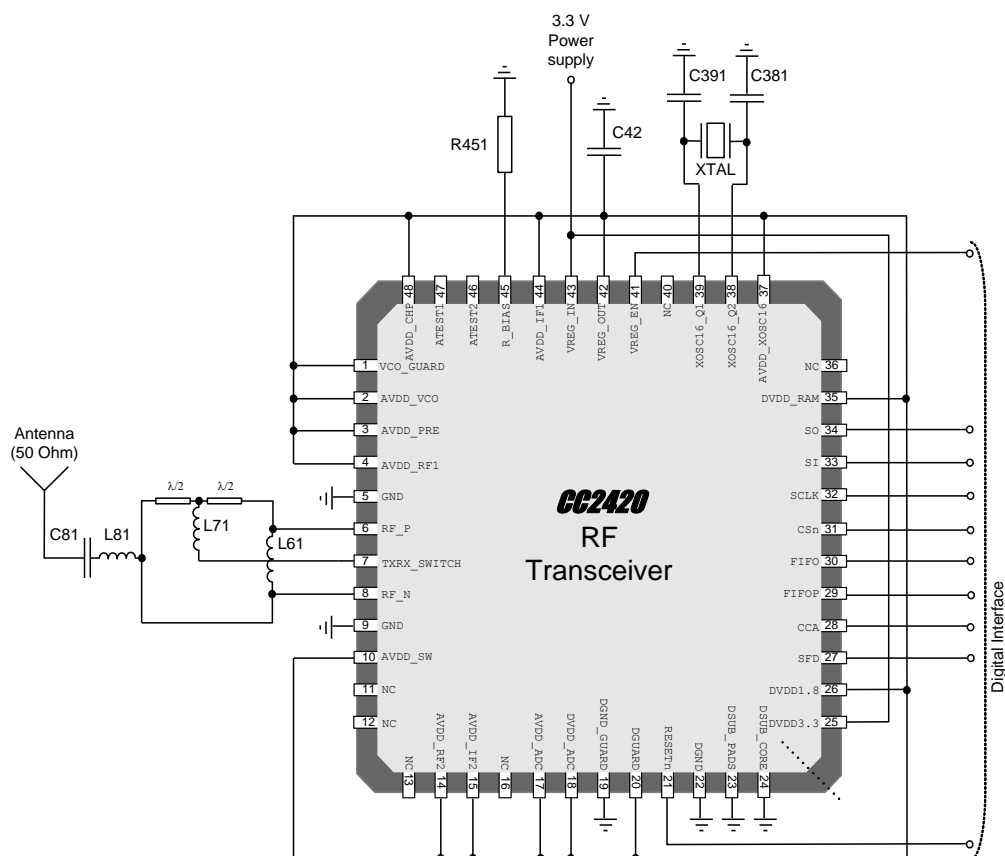 3.3 V
Power
supply
C391
C381
R451
C42
XTAL
48
47
46
45
44
43
42
41
40
39
38
37
AVDD_CHP
ATEST1
ATEST2
R_BIAS
AVDD_IF1
VREG_IN
VREG_OUT
VREG_EN
NC
XOSC16_Q1
XOSC16_Q2
AVDD_XOSC16
1 VCO_GUARD
NC 36
2 AVDD_VCO
DVDD_RAM 35
3 AVDD_PRE
SO 34
4 AVDD_RF1
SI 33
5 GND
SCLK 32
6 RF_P
CSn 31
7 TXRX_SWITCH
FIFO 30
8 RF_N
FIFOP 29
9 GND
CCA 28
10 AVDD_SW
SFD 27
11 NC
DVDD1.8 26
12 NC
DVDD3.3 25
Antenna
(50 Ohm)
λ/2
λ/2
L71
C81
L81
L61
CC2420
RF
Transceiver
Digital Interface
NC
AVDD_RF2
AVDD_IF2
NC
AVDD_ADC
DVDD_ADC
DGND_GUARD
DGUARD
RESETn
DGND
DSUB_PADS
DSUB_CORE
13
14
15
16
17
18
19
20
21
22
23
24